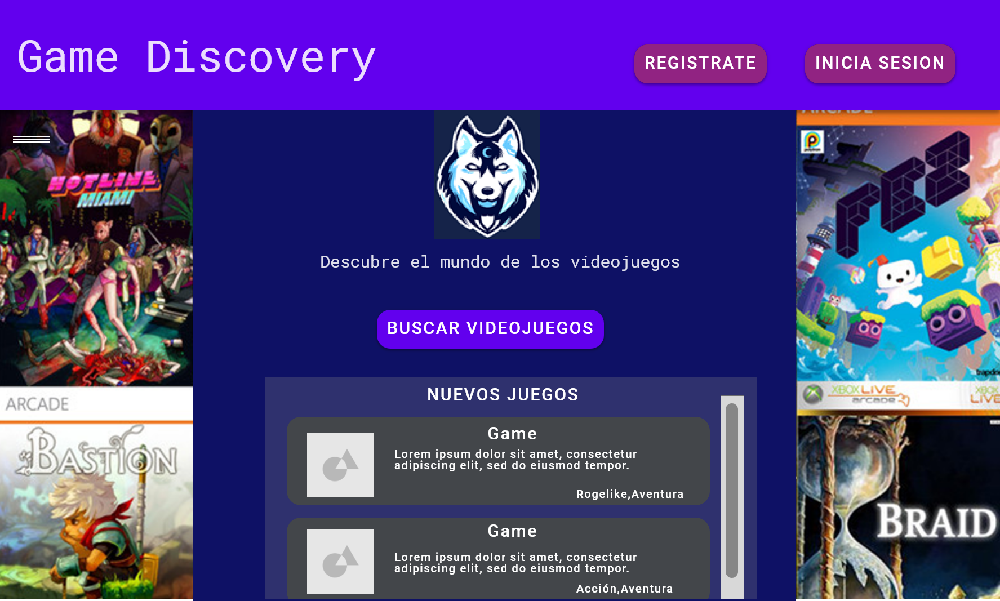 Game Discovery
REGISTRATE
INICIA SESION
HOTLINE
MIAMI
ARCADE
BASTION
Descubre el mundo de los videojuegos
BUSCAR VIDEOJUEGOS
NUEVOS JUEGOS
Game
Lorem ipsum dolor sit amet, consectetur
adipiscing elit, sed do eiusmod tempor.
Rogelike,Aventura
Game
Lorem ipsum dolor sit amet, consectetur
adipiscing elit, sed do eiusmod tempor.
Acción,Aventura
ARCADE
FEZ
XBOX LIVE
arcade
XBOX
LIVE
BRAID